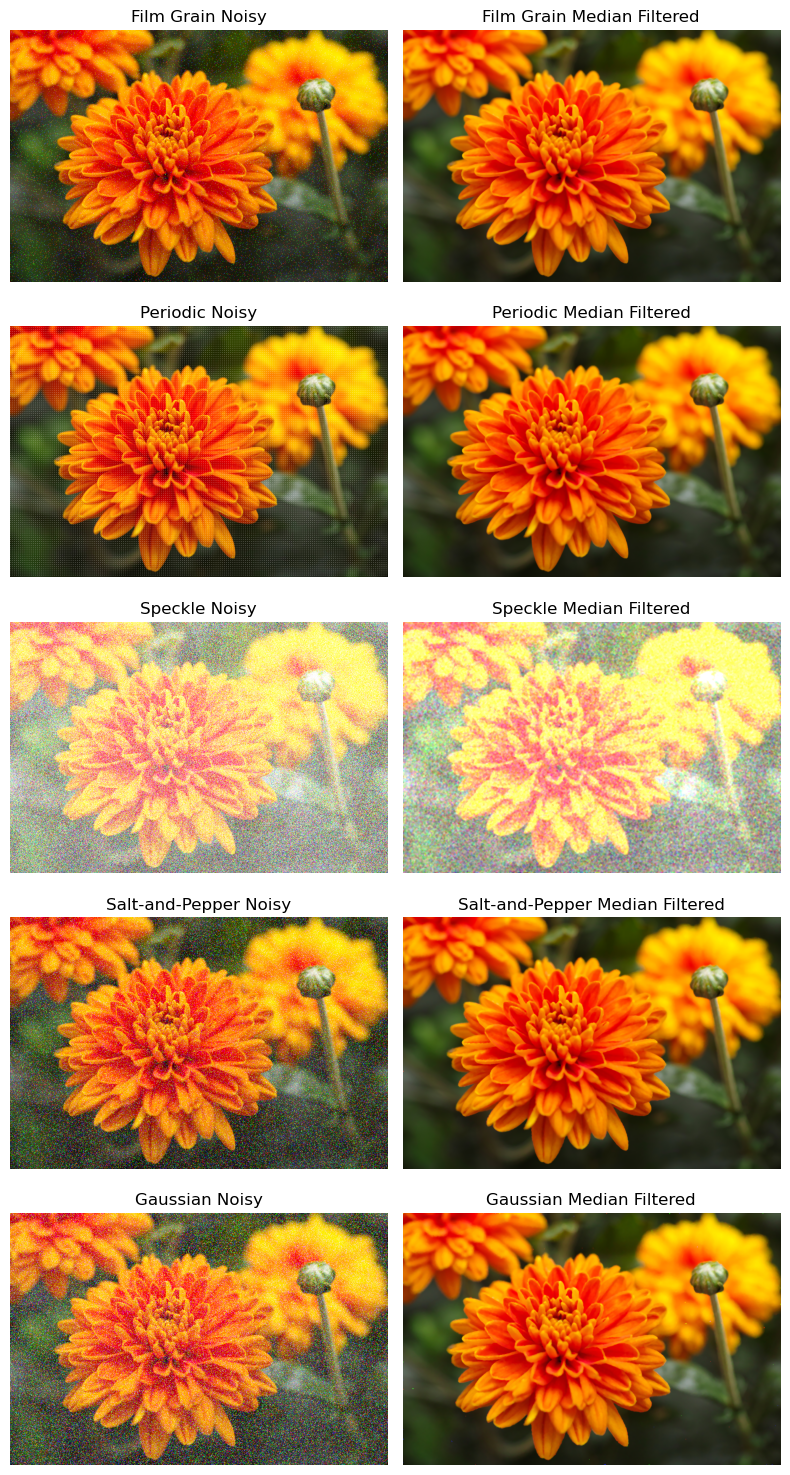 Film Grain Noisy
Film Grain Median Filtered
Periodic Noisy
Periodic Median Filtered
Speckle Noisy
Speckle Median Filtered
Salt-and-Pepper Noisy
Salt-and-Pepper Median Filtered
Gaussian Noisy
Gaussian Median Filtered